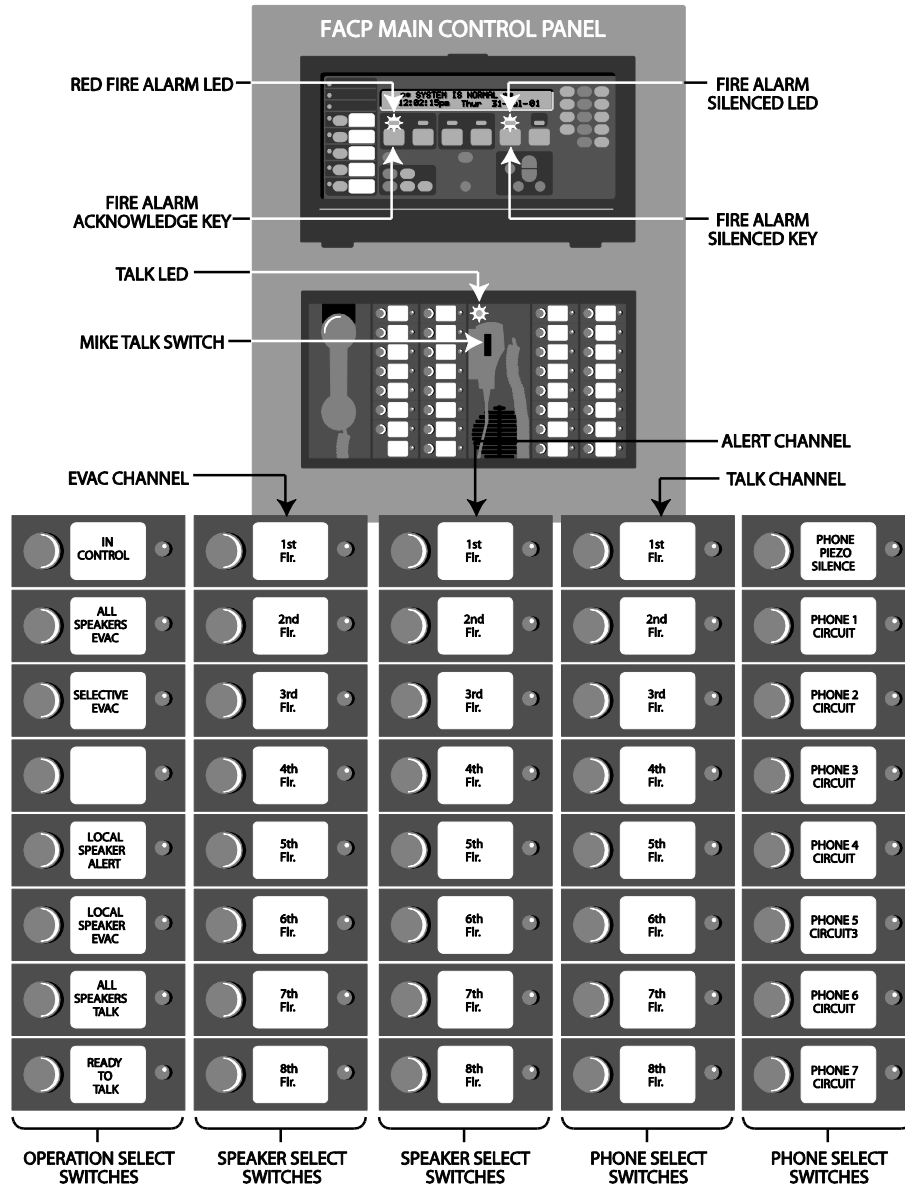 FACP MAIN CONTROL PANEL
RED FIRE ALARM LED
FIRE ALARM
SILENCED LED
SYSTEM IS NORMAL
12:02:15pm Thur
FIRE ALARM
ACKNOWLEDGE KEY
FIRE ALARM
SILENCED KEY
TALK LED
MIKE TALK SWITCH
ALERT CHANNEL
EVAC CHANNEL
TALK CHANNEL
IN
CONTROL
1st
Flr.
1st
Flr.
1st
Flr.
PHONE
PIEZO
SILENCE
ALL
SPEAKERS
EVAC
2nd
Flr.
2nd
Flr.
2nd
Flr.
PHONE 1
CIRCUIT
SELECTIVE
EVAC
3rd
Flr.
3rd
Flr.
3rd
Flr.
PHONE 2
CIRCUIT
4th
Flr.
4th
Flr.
4th
Flr.
PHONE 3
CIRCUIT
LOCAL
SPEAKER
ALERT
5th
Flr.
5th
Flr.
5th
Flr.
PHONE 4
CIRCUIT
LOCAL
SPEAKER
EVAC
6th
Flr.
6th
Flr.
6th
Flr.
PHONE 5
CIRCUIT3
ALL
SPEAKERS
TALK
7th
Flr.
7th
Flr.
7th
Flr.
PHONE 6
CIRCUIT
READY
TO
TALK
8th
Flr.
8th
Flr.
8th
Flr.
PHONE 7
CIRCUIT
OPERATION SELECT
SWITCHES
SPEAKER SELECT
SWITCHES
SPEAKER SELECT
SWITCHES
PHONE SELECT
SWITCHES
PHONE SELECT
SWITCHES